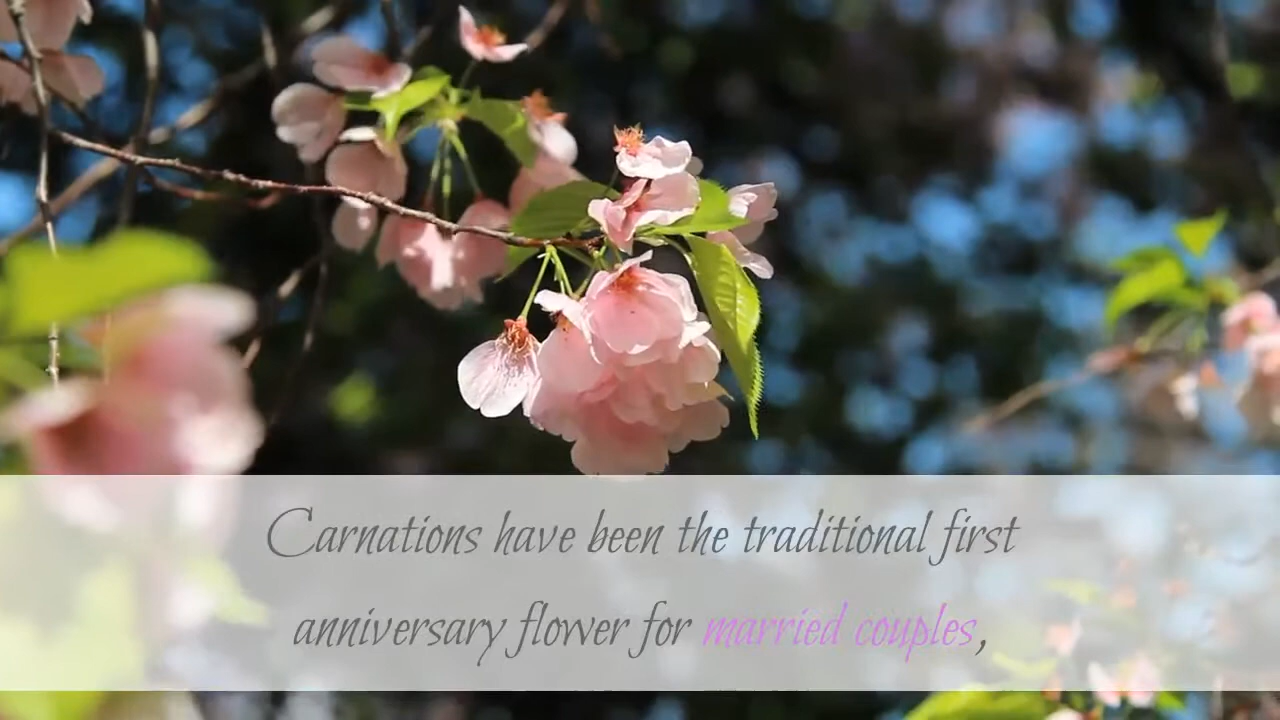 Carnations have been the traditional first
anniversary flower for married couples,